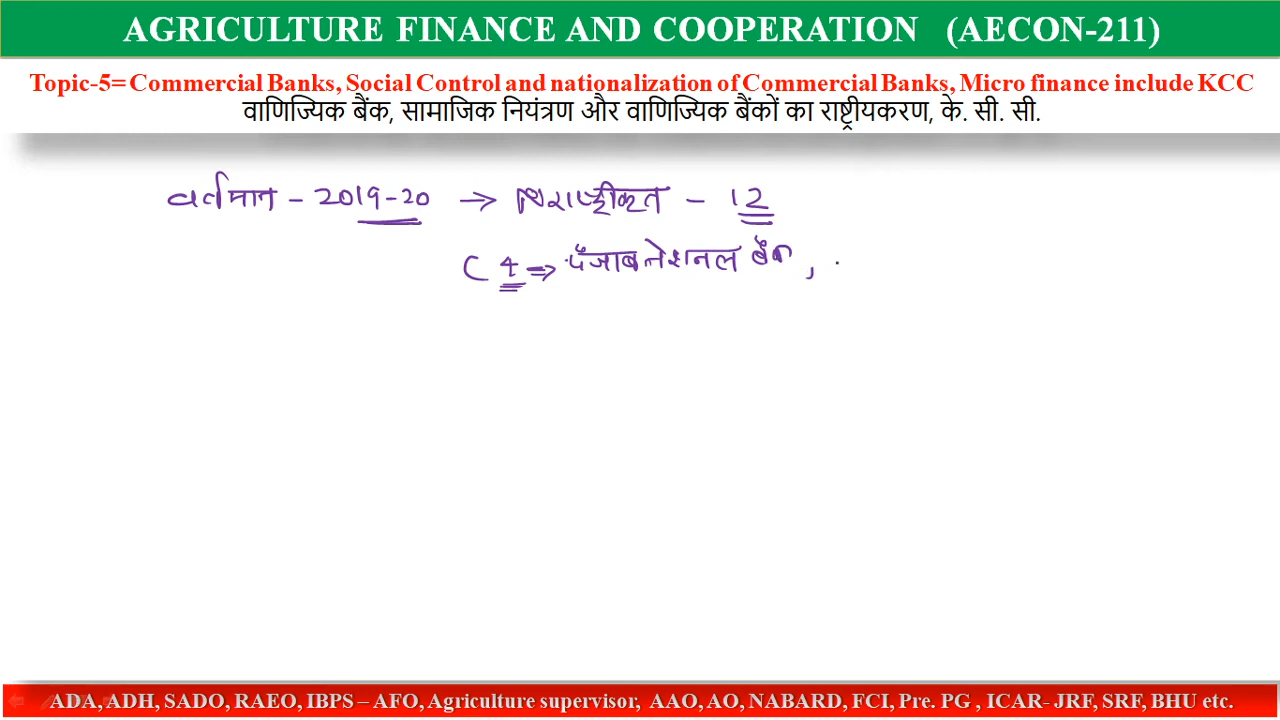 AGRICULTURE FINANCE AND COOPERATION (AECON-211)
Topic-5= Commercial Banks, Social Control and nationalization of Commercial Banks, Micro finance include KCC
वाणिज्यिक बैंक, सामाजिक नियंत्रण और वाणिज्यिक बैंकों का राष्ट्रीयकरण, के. सी. सी.
वर्तमान - 2019-20 → राष्ट्रीकृत - 12
( 4 ⇒ पंजाब नेशनल बैंक ,
ADA, ADH, SADO, RAEO, IBPS – AFO, Agriculture supervisor, AAO, AO, NABARD, FCI, Pre. PG , ICAR- JRF, SRF, BHU etc.